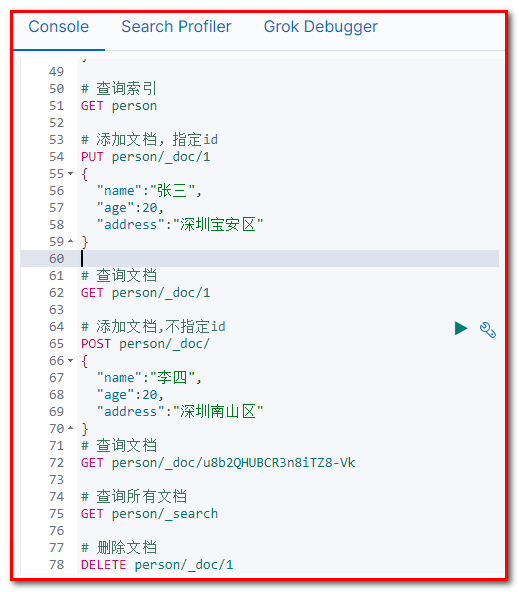 Console Search Profiler Grok Debugger
49 }
50 # 查询索引
51 GET person
52
53 # 添加文档，指定id
54 PUT person/_doc/1
55 {
56 "name":"张三",
57 "age":20,
58 "address":"深圳宝安区"
59 }
60
61 # 查询文档
62 GET person/_doc/1
63
64 # 添加文档,不指定id
65 POST person/_doc/
66 {
67 "name":"李四",
68 "age":20,
69 "address":"深圳南山区"
70 }
71 # 查询文档
72 GET person/_doc/u8b2QHUBCR3n8iTZ8-Vk
73
74 # 查询所有文档
75 GET person/_search
76
77 # 删除文档
78 DELETE person/_doc/1